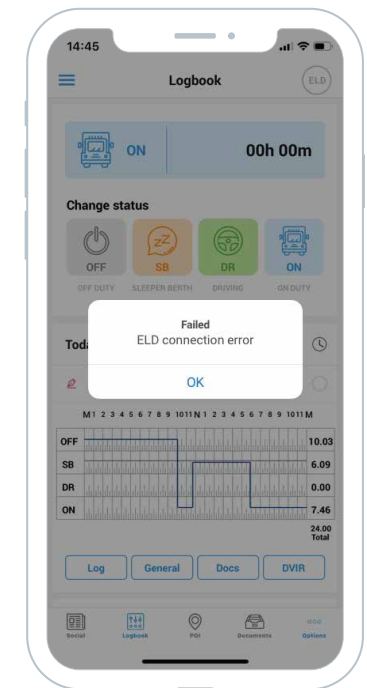 14:45
Logbook
ELD
ON
00h 00m
Change status
OFF
SB
DR
ON
OFF DUTY
SLEEPER BERTH
DRIVING
ON DUTY
Failed
ELD connection error
OK
M 1 2 3 4 5 6 7 8 9 10 11 N 1 2 3 4 5 6 7 8 9 10 11 M
OFF 10.03
SB 6.09
DR 0.00
ON 7.46
24.00
Total
Log
General
Docs
DVIR
Social
Logbook
POI
Documents
Options